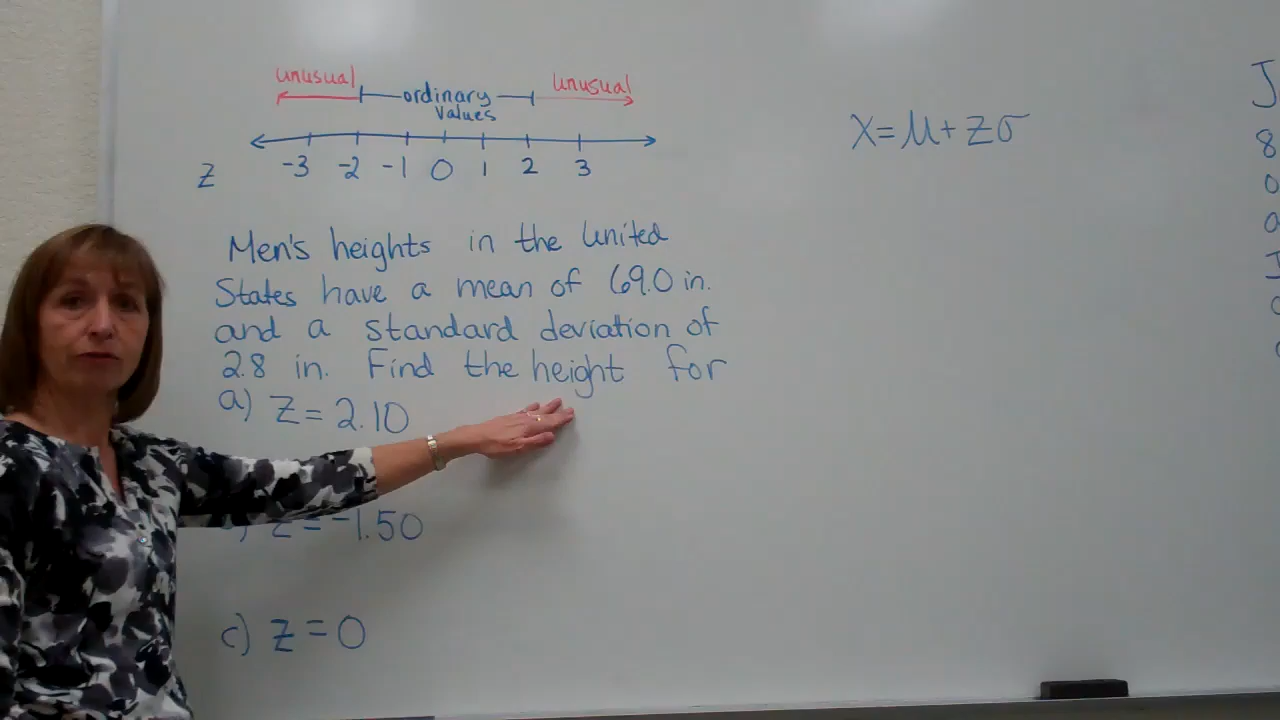 unusual ordinary values unusual
-3 -2 -1 0 1 2 3
z
x = μ + zσ
Men's heights in the United
States have a mean of 69.0 in.
and a standard deviation of
2.8 in. Find the height for
a) z = 2.10
) z = -1.50
c) z = 0
J
8